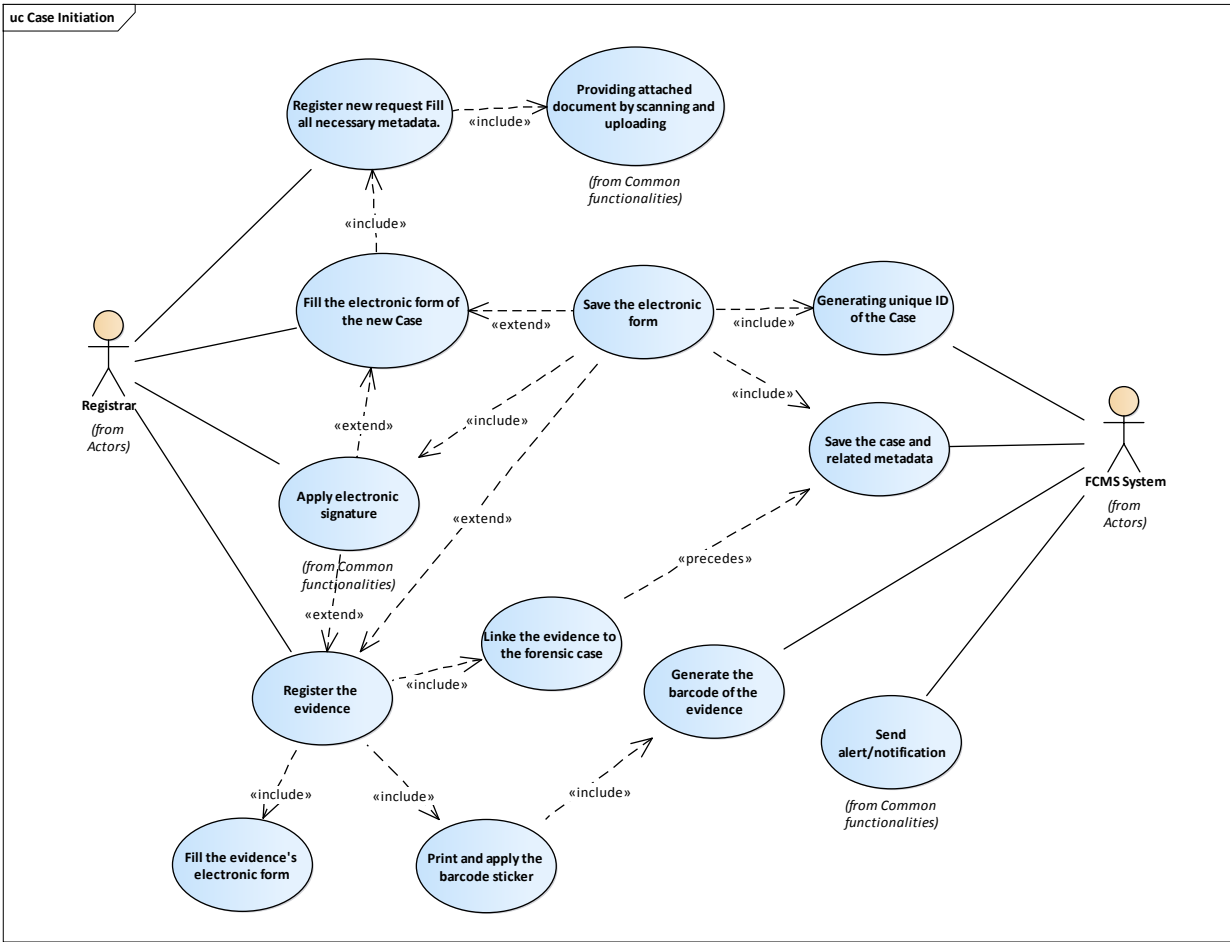 uc Case Initiation
Register new request Fill
all necessary metadata.
«include»
Providing attached
document by scanning and
uploading
(from Common
functionalities)
«include»
Fill the electronic form of
the new Case
«extend»
Save the electronic
form
«include»
Generating unique ID
of the Case
Registrar
(from
Actors)
«extend»
«include»
«include»
Save the case and
related metadata
FCMS System
(from
Actors)
Apply electronic
signature
(from Common
functionalities)
«extend»
«precedes»
«extend»
Linke the evidence to
the forensic case
Register the
evidence
«include»
Generate the
barcode of the
evidence
Send
alert/notification
(from Common
functionalities)
«include»
«include»
«include»
Fill the evidence's
electronic form
Print and apply the
barcode sticker